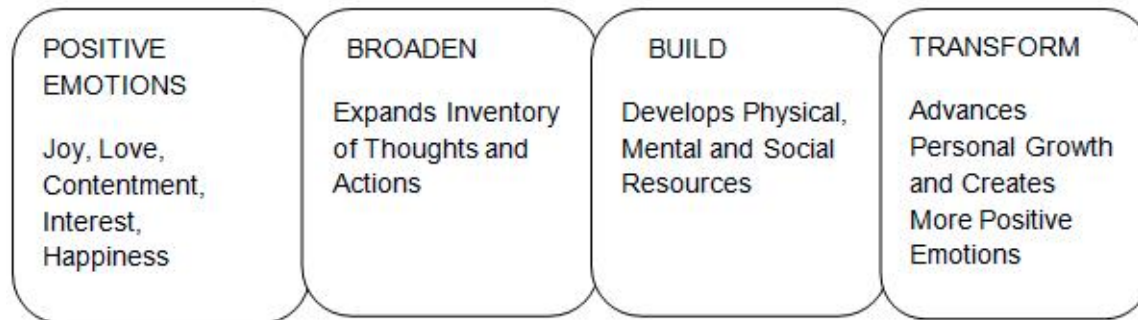 POSITIVE
EMOTIONS
Joy, Love,
Contentment,
Interest,
Happiness
BROADEN
Expands Inventory
of Thoughts and
Actions
BUILD
Develops Physical,
Mental and Social
Resources
TRANSFORM
Advances
Personal Growth
and Creates
More Positive
Emotions